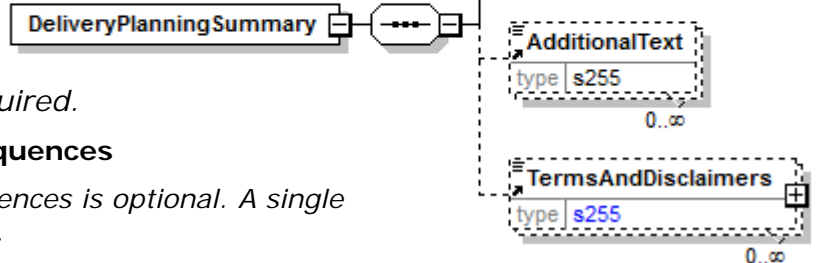 DeliveryPlanningSummary
AdditionalText
type s255
0..∞
uired.
quences
ences is optional. A single
TermsAndDisclaimers
type s255
0..∞